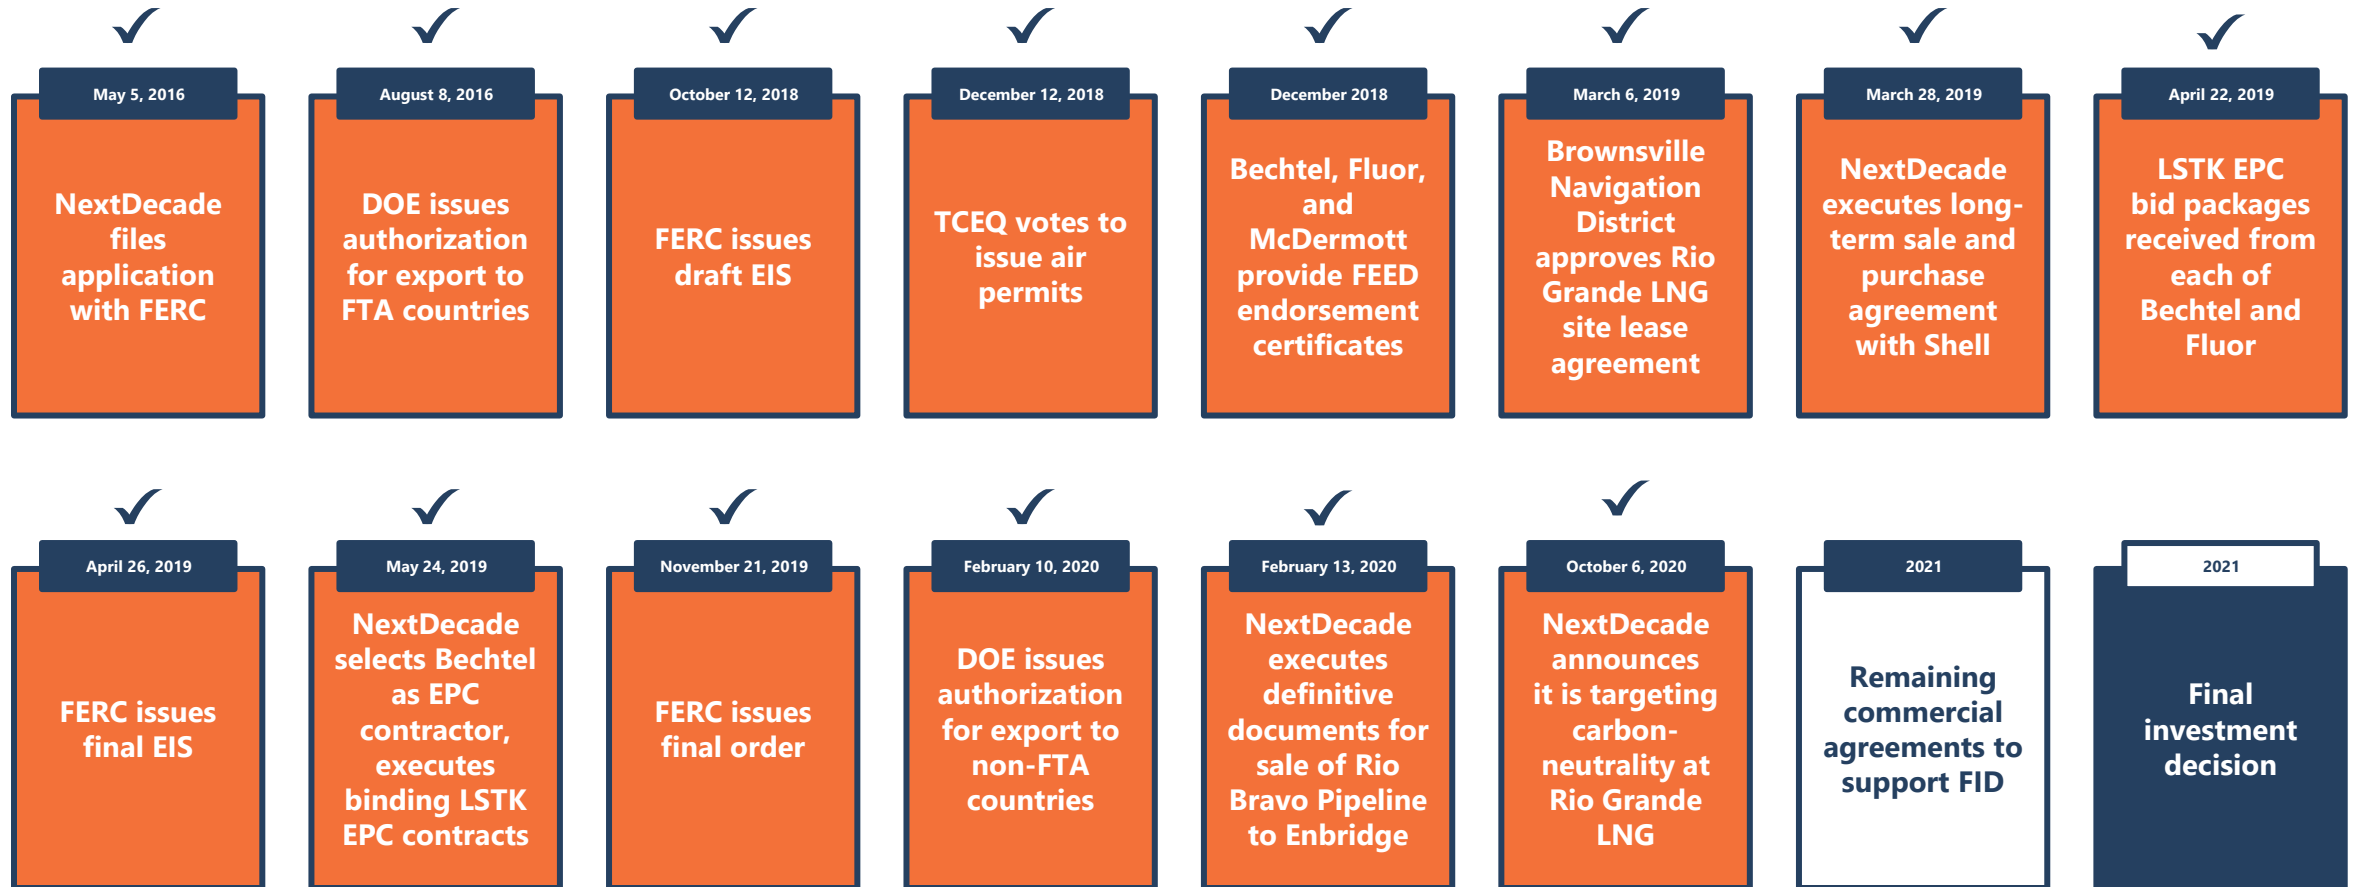 May 5, 2016
NextDecade
files
application
with FERC
August 8, 2016
DOE issues
authorization
for export to
FTA countries
October 12, 2018
FERC issues
draft EIS
December 12, 2018
TCEQ votes to
issue air
permits
December 2018
Bechtel, Fluor,
and
McDermott
provide FEED
endorsement
certificates
March 6, 2019
Brownsville
Navigation
District
approves Rio
Grande LNG
site lease
agreement
March 28, 2019
NextDecade
executes long-
term sale and
purchase
agreement
with Shell
April 22, 2019
LSTK EPC
bid packages
received from
each of
Bechtel and
Fluor
April 26, 2019
FERC issues
final EIS
May 24, 2019
NextDecade
selects Bechtel
as EPC
contractor,
executes
binding LSTK
EPC contracts
November 21, 2019
FERC issues
final order
February 10, 2020
DOE issues
authorization
for export to
non-FTA
countries
February 13, 2020
NextDecade
executes
definitive
documents for
sale of Rio
Bravo Pipeline
to Enbridge
October 6, 2020
NextDecade
announces
it is targeting
carbon-
neutrality at
Rio Grande
LNG
2021
Remaining
commercial
agreements to
support FID
2021
Final
investment
decision